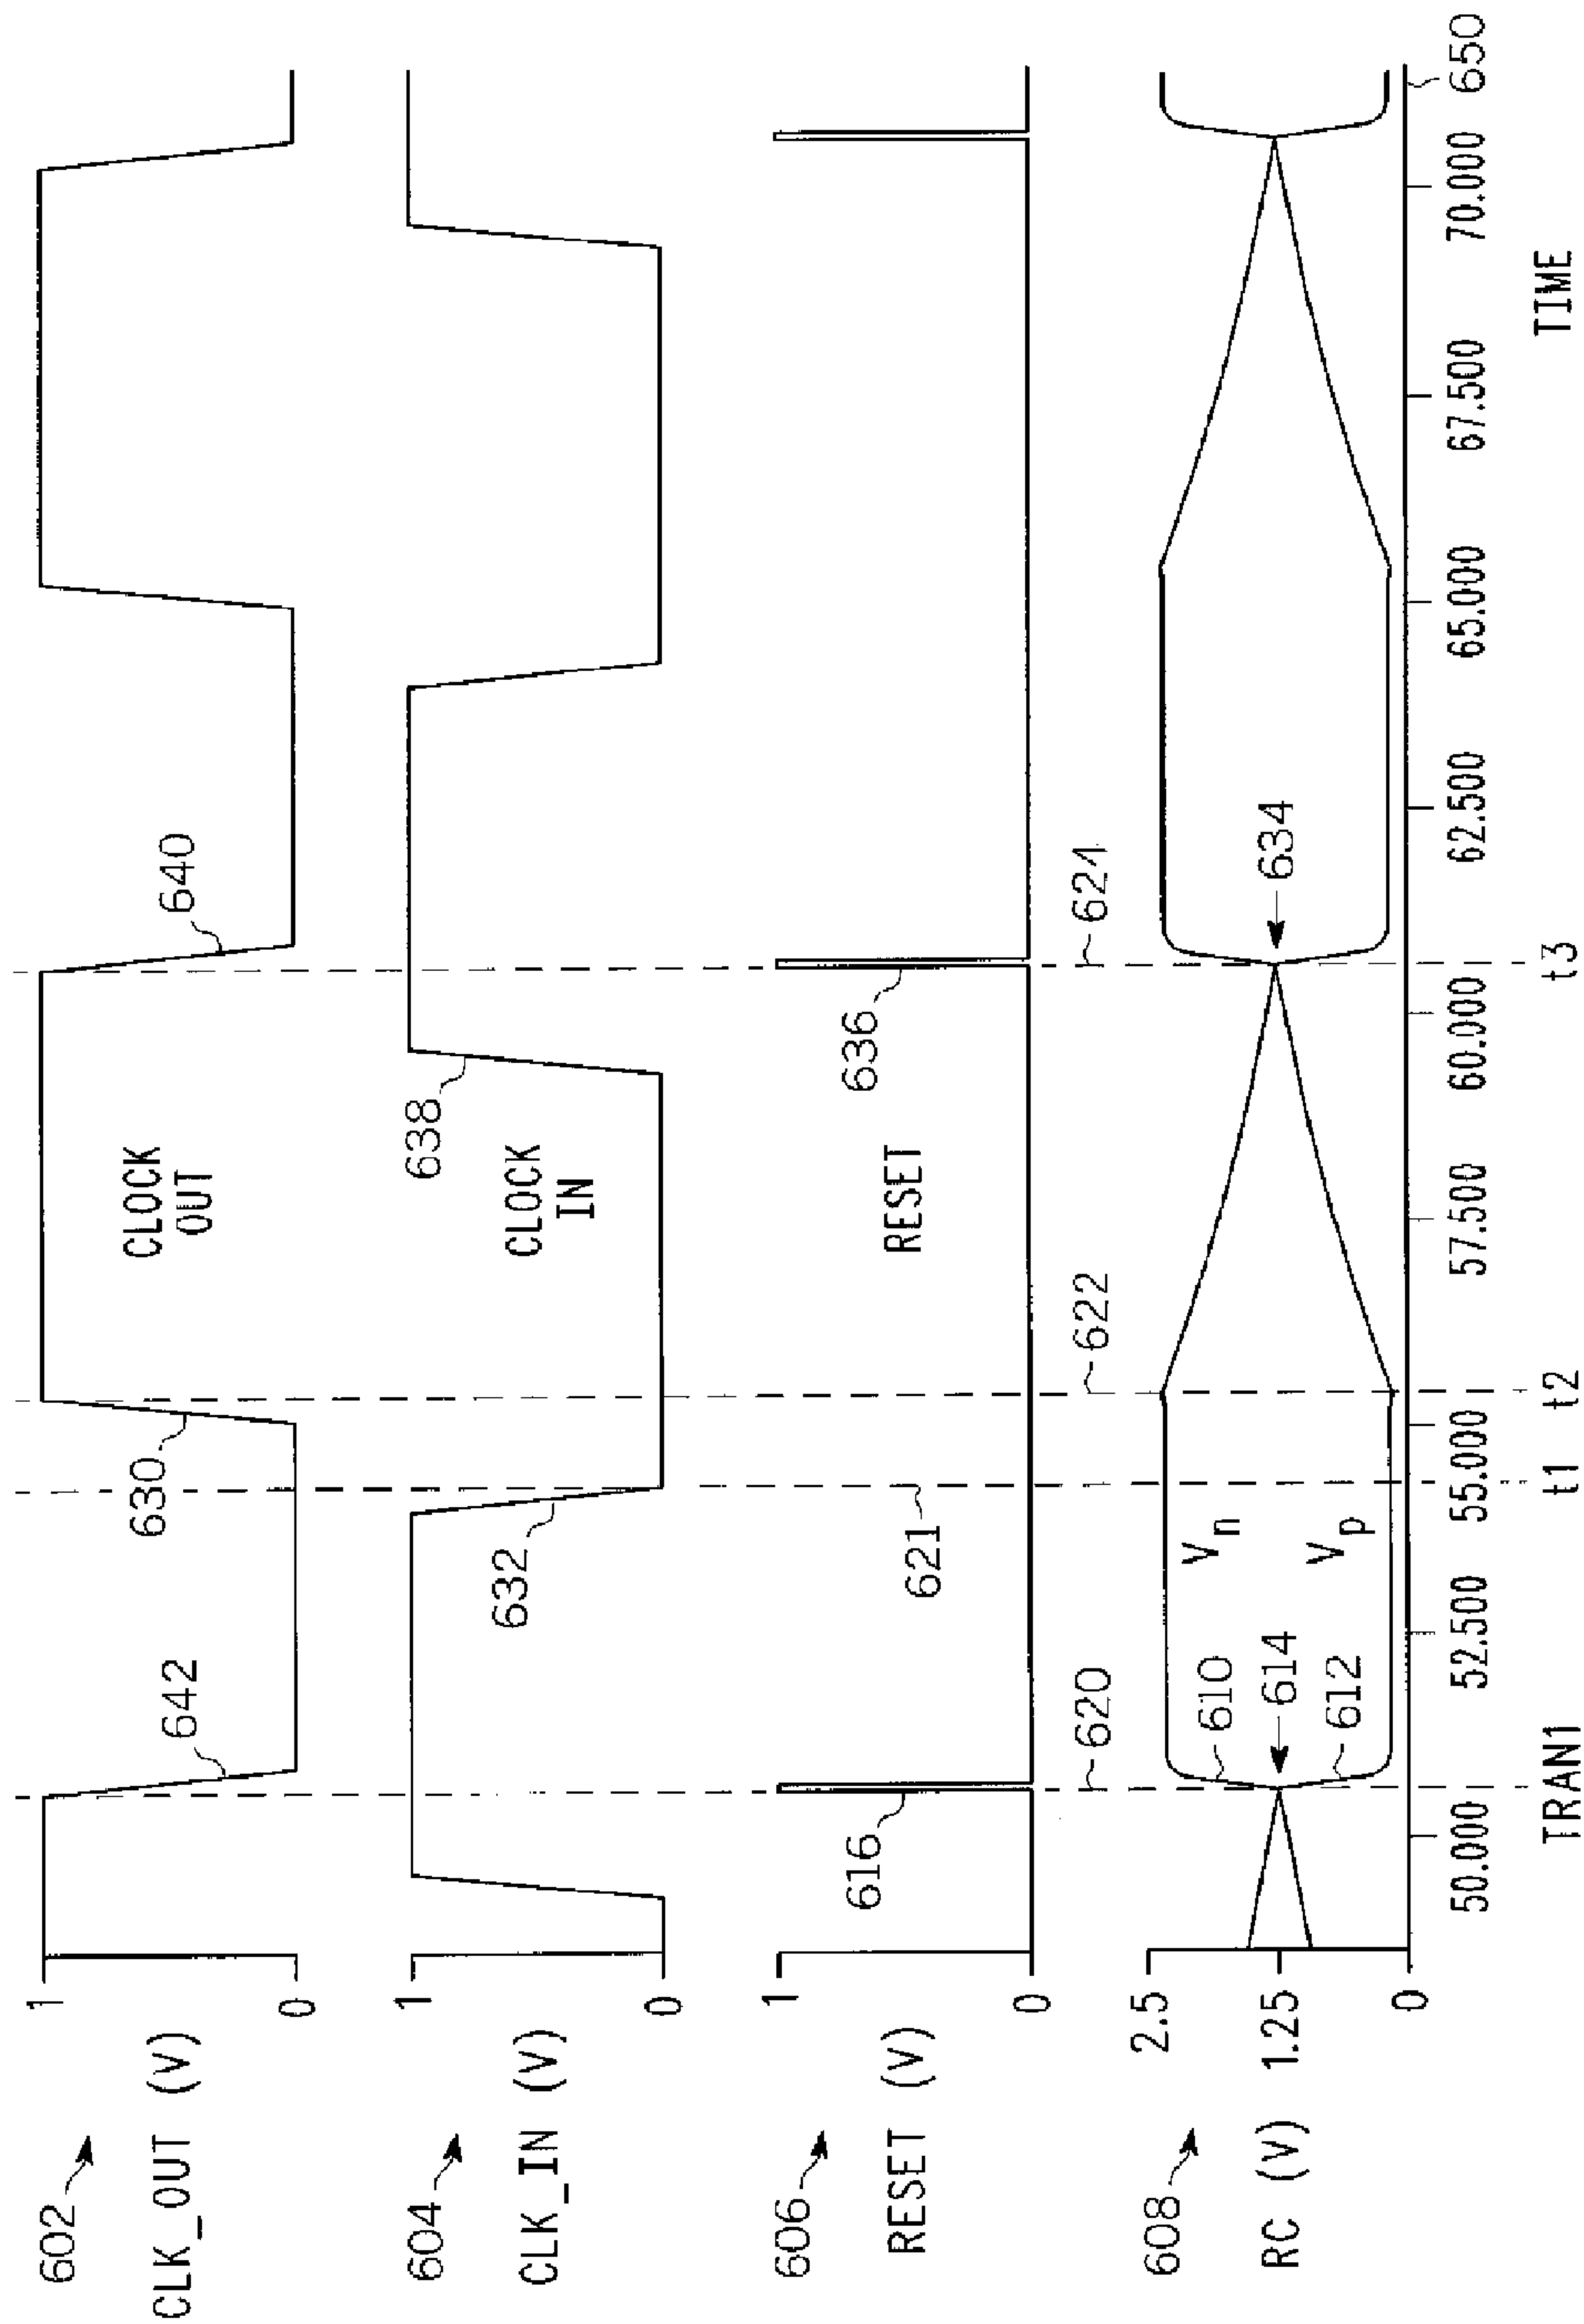 602
CLK_OUT (V)
1
0
642
630
CLOCK
OUT
640
604
CLK_IN (V)
1
0
632
638
CLOCK
IN
606
RESET (V)
1
0
616
621
RESET
636
620
622
624
608
RC (V)
2.5
1.25
0
610
614
612
Vn
Vp
634
50.000
52.500
55.000
57.500
60.000
62.500
65.000
67.500
70.000
650
TRAN1
t1
t2
t3
TIME